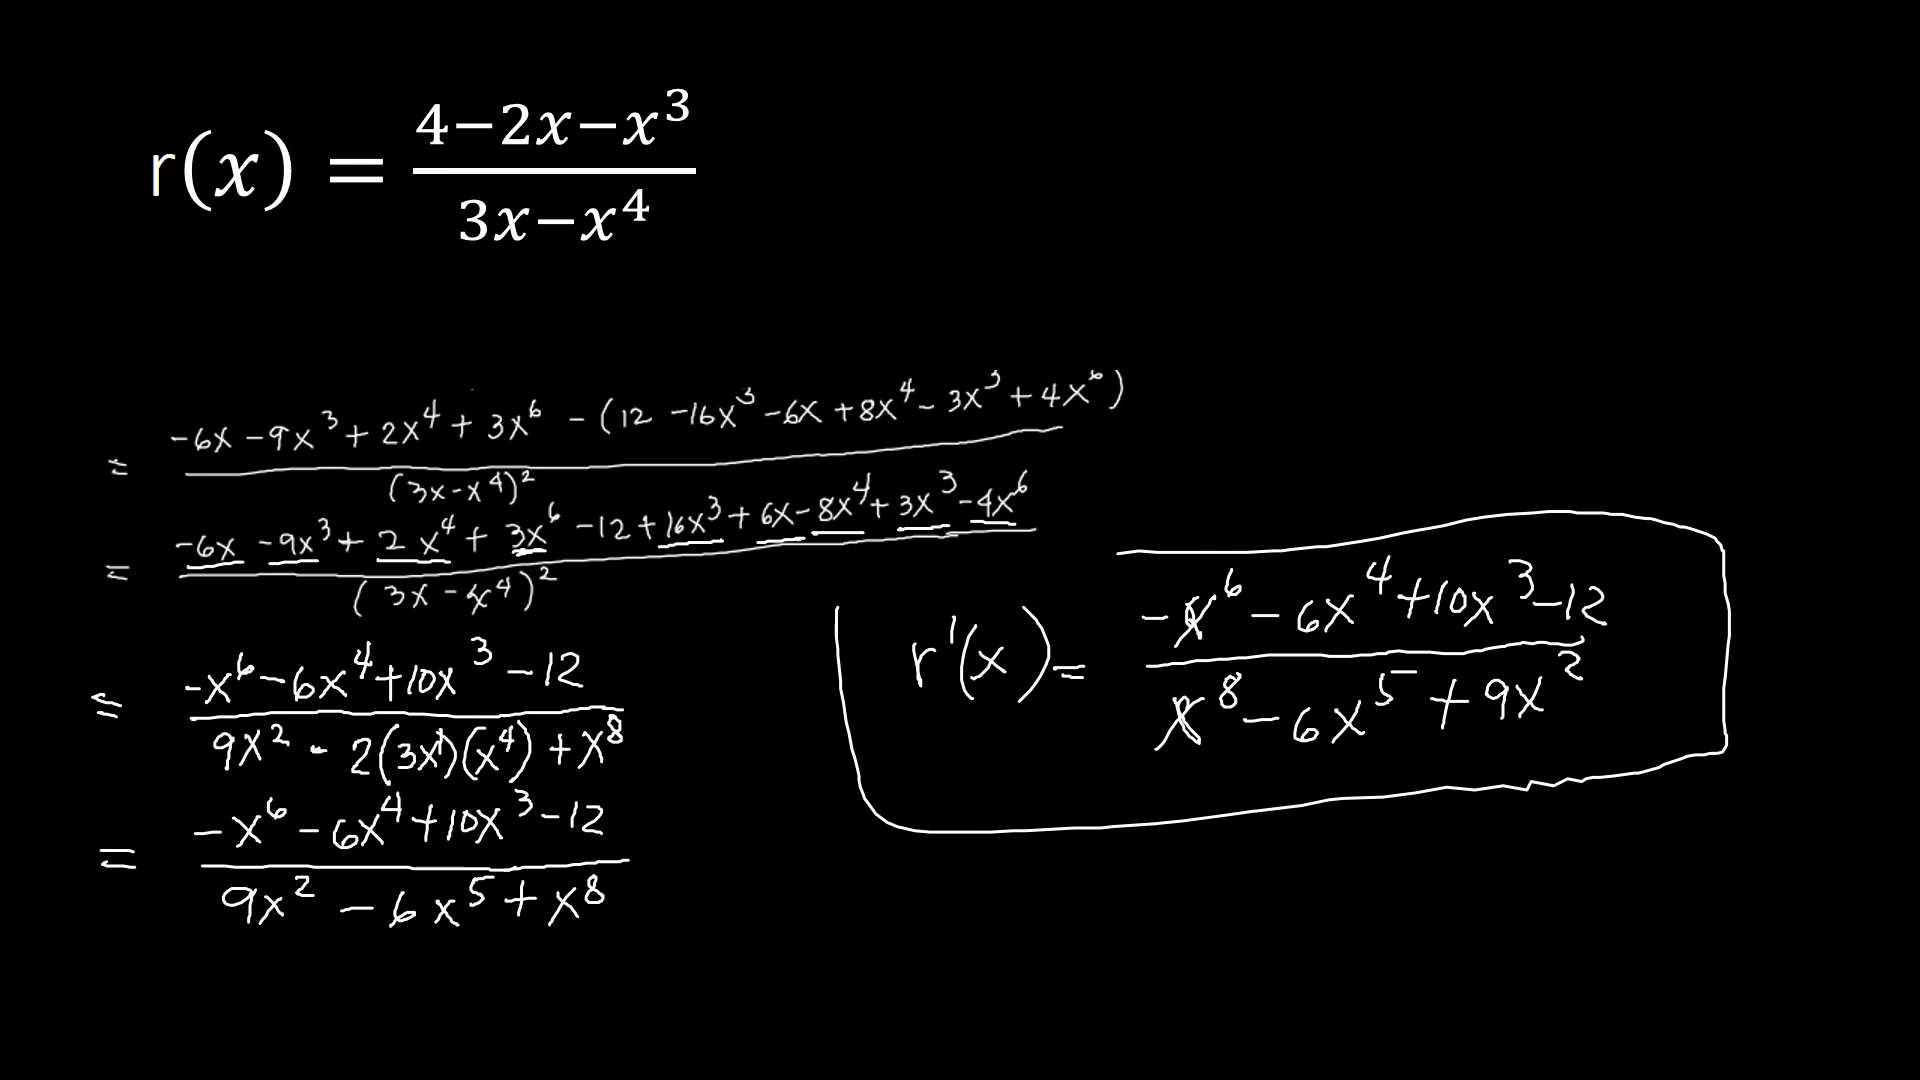 r(x) = (4−2x−x³)/(3x−x⁴)
= (-6x -9x³ + 2x⁴ + 3x⁶ - (12 -16x³ -6x +8x⁴ - 3x³ + 4x⁶))/(3x-x⁴)²
= (-6x -9x³ + 2x⁴ + 3x⁶ -12 + 16x³ + 6x - 8x⁴ + 3x³ - 4x⁶)/(3x - x⁴)²
= (-x⁶ - 6x⁴ + 10x³ - 12)/(9x² - 2(3x¹)(x⁴) + x⁸)
= (-x⁶ - 6x⁴ + 10x³ - 12)/(9x² - 6x⁵ + x⁸)
r'(x) = (-x⁶ - 6x⁴ + 10x³ - 12)/(x⁸ - 6x⁵ + 9x²)